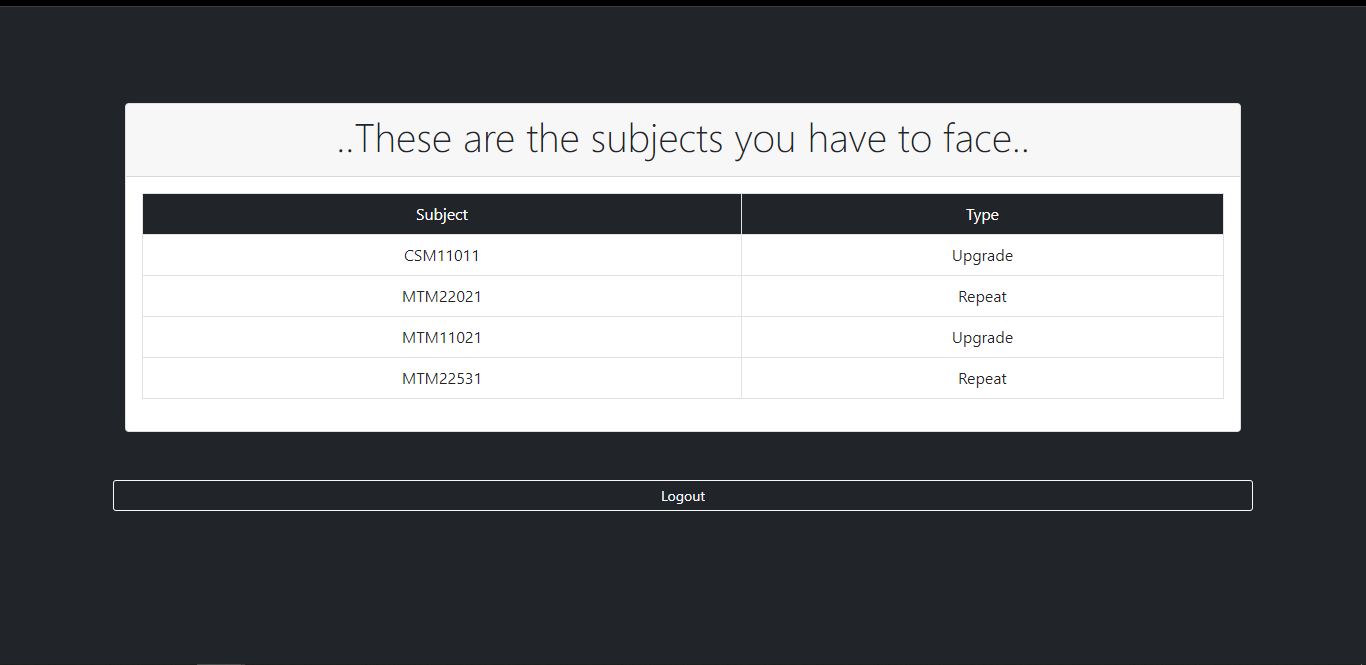 ..These are the subjects you have to face..
Subject Type
CSM11011 Upgrade
MTM22021 Repeat
MTM11021 Upgrade
MTM22531 Repeat
Logout